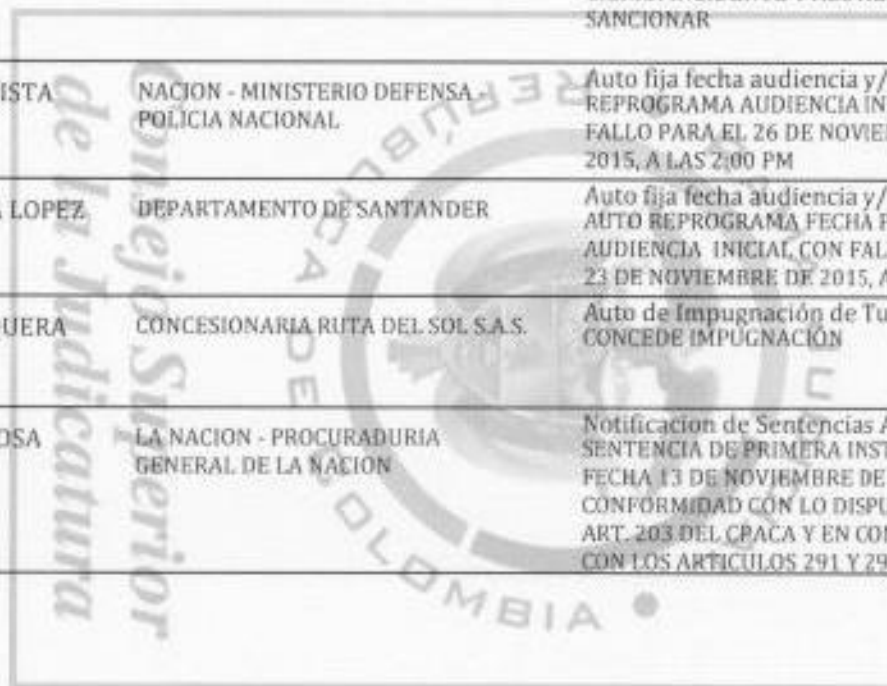 SANCIONAR
ISTA
NACION - MINISTERIO DEFENSA -
POLICIA NACIONAL
Auto fija fecha audiencia y/
REPROGRAMA AUDIENCIA IN
FALLO PARA EL 26 DE NOVIE
2015, A LAS 2:00 PM
LOPEZ
DEPARTAMENTO DE SANTANDER
Auto fija fecha audiencia y/
AUTO REPROGRAMA FECHA
AUDIENCIA INICIAL CON FAL
23 DE NOVIEMBRE DE 2015, A
UERA
CONCESIONARIA RUTA DEL SOL S.A.S.
Auto de Impugnación de Tu
CONCEDE IMPUGNACIÓN
OSA
LA NACION - PROCURADURIA
GENERAL DE LA NACION
Notificacion de Sentencias A
SENTENCIA DE PRIMERA INST
FECHA 13 DE NOVIEMBRE DE
CONFORMIDAD CON LO DISPU
ART. 203 DEL CPACA Y EN CON
CON LOS ARTICULOS 291 Y 29
Consejo Superior
de la Judicatura
REPÚBLICA DE COLOMBIA